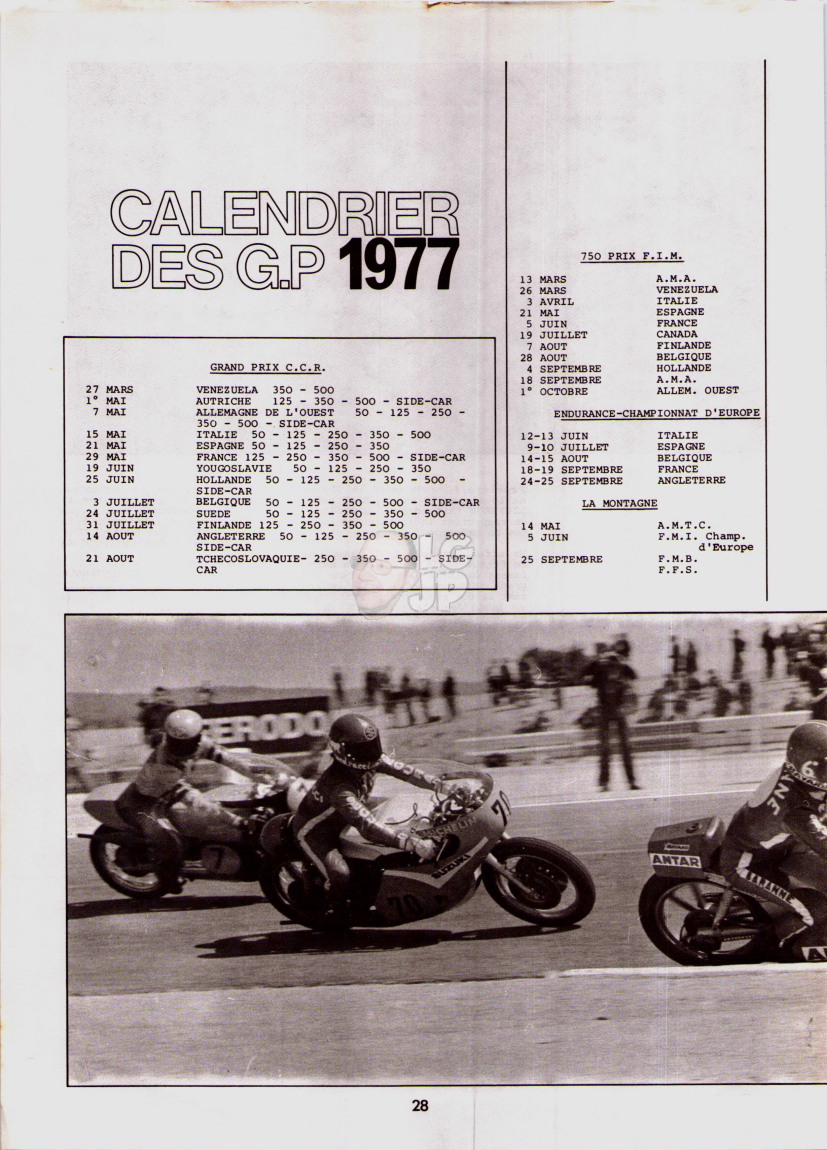 CALENDRIER
DES G.P 1977
GRAND PRIX C.C.R.
27 MARS VENEZUELA 350 - 500
1° MAI AUTRICHE 125 - 350 - 500 - SIDE-CAR
7 MAI ALLEMAGNE DE L'OUEST 50 - 125 - 250 -
350 - 500 - SIDE-CAR
15 MAI ITALIE 50 - 125 - 250 - 350 - 500
21 MAI ESPAGNE 50 - 125 - 250 - 350
29 MAI FRANCE 125 - 250 - 350 - 500 - SIDE-CAR
19 JUIN YOUGOSLAVIE 50 - 125 - 250 - 350
25 JUIN HOLLANDE 50 - 125 - 250 - 350 - 500 -
SIDE-CAR
3 JUILLET BELGIQUE 50 - 125 - 250 - 500 - SIDE-CAR
24 JUILLET SUEDE 50 - 125 - 250 - 350 - 500
31 JUILLET FINLANDE 125 - 250 - 350 - 500
14 AOUT ANGLETERRE 50 - 125 - 250 - 350 - 500
SIDE-CAR
21 AOUT TCHECOSLOVAQUIE- 250 - 350 - 500 - SIDE-
CAR
750 PRIX F.I.M.
13 MARS A.M.A.
26 MARS VENEZUELA
3 AVRIL ITALIE
21 MAI ESPAGNE
5 JUIN FRANCE
19 JUILLET CANADA
7 AOUT FINLANDE
28 AOUT BELGIQUE
4 SEPTEMBRE HOLLANDE
18 SEPTEMBRE A.M.A.
1° OCTOBRE ALLEM. OUEST
ENDURANCE-CHAMPIONNAT D'EUROPE
12-13 JUIN ITALIE
9-10 JUILLET ESPAGNE
14-15 AOUT BELGIQUE
18-19 SEPTEMBRE FRANCE
24-25 SEPTEMBRE ANGLETERRE
LA MONTAGNE
14 MAI A.M.T.C.
5 JUIN F.M.I. Champ.
d'Europe
25 SEPTEMBRE F.M.B.
F.F.S.
LG
JP
FERODO
7
70
SUZUKI
70
6
ANTAR
28